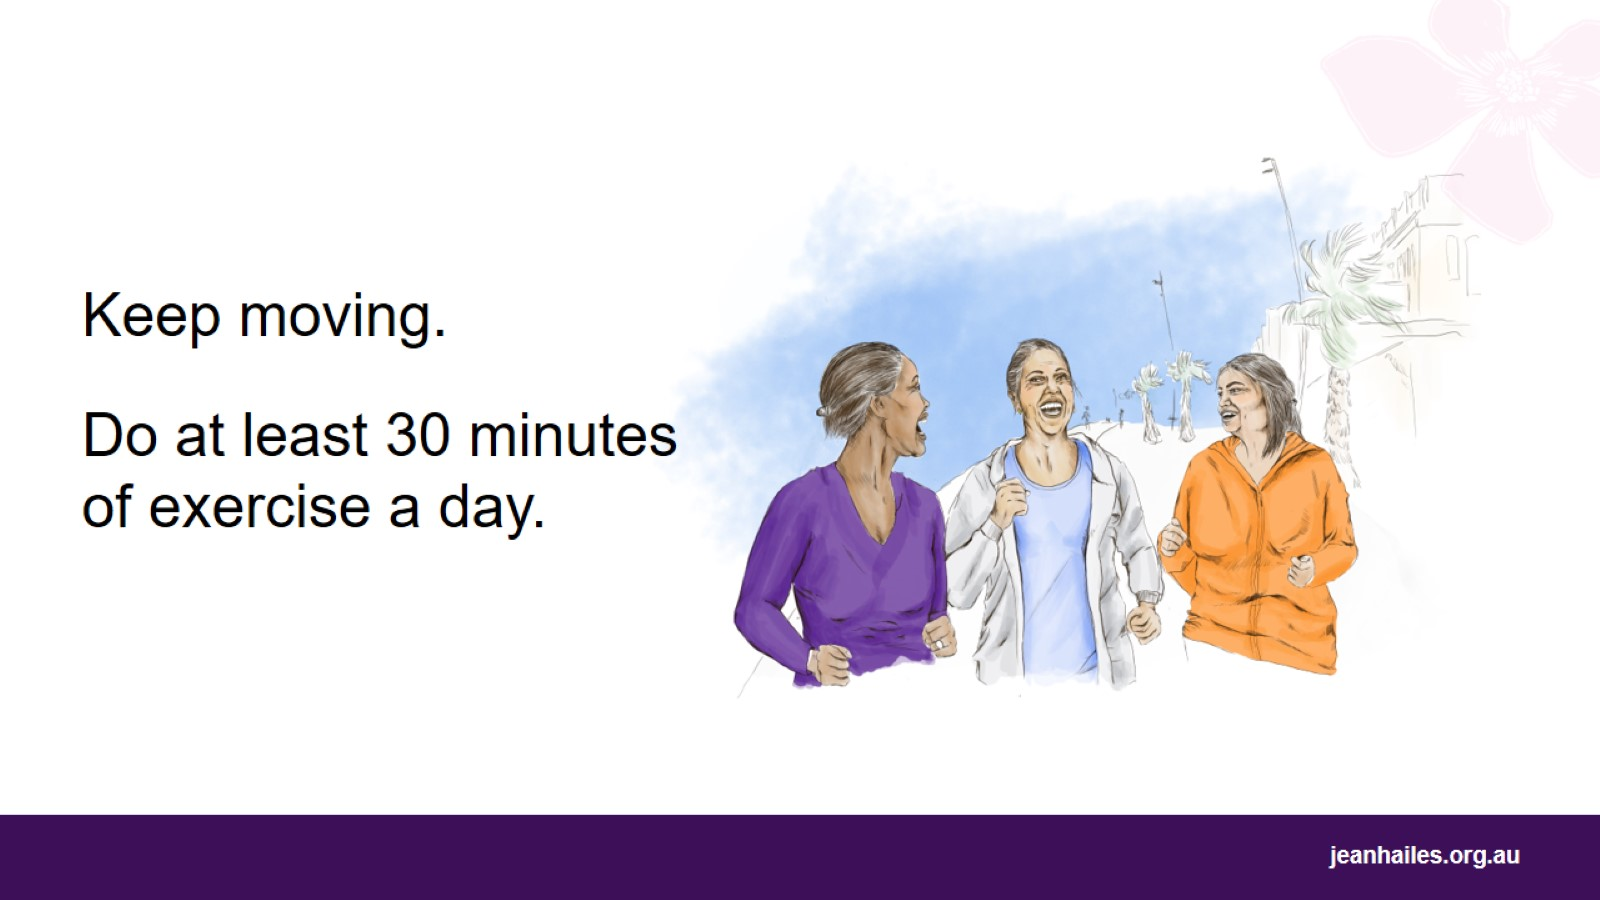 Keep moving.
Do at least 30 minutes
of exercise a day.
jeanhailes.org.au